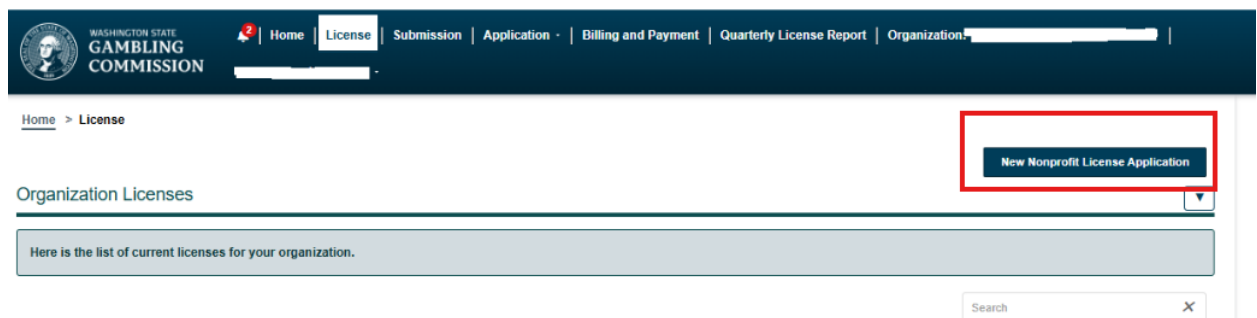 WASHINGTON STATE
GAMBLING
COMMISSION
2 | Home | License | Submission | Application - | Billing and Payment | Quarterly License Report | Organization: |
-
Home > License
New Nonprofit License Application
Organization Licenses
▼
Here is the list of current licenses for your organization.
Search X